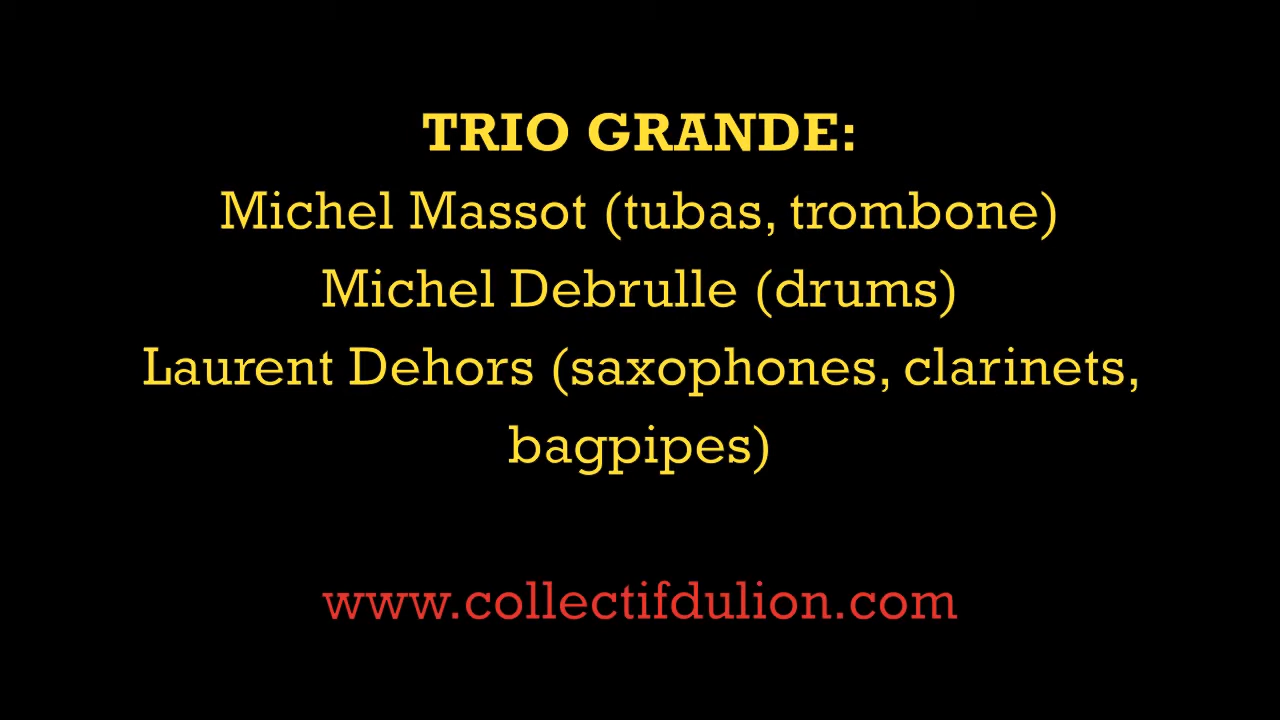 TRIO GRANDE:
Michel Massot (tubas, trombone)
Michel Debrulle (drums)
Laurent Dehors (saxophones, clarinets,
bagpipes)
www.collectifdulion.com